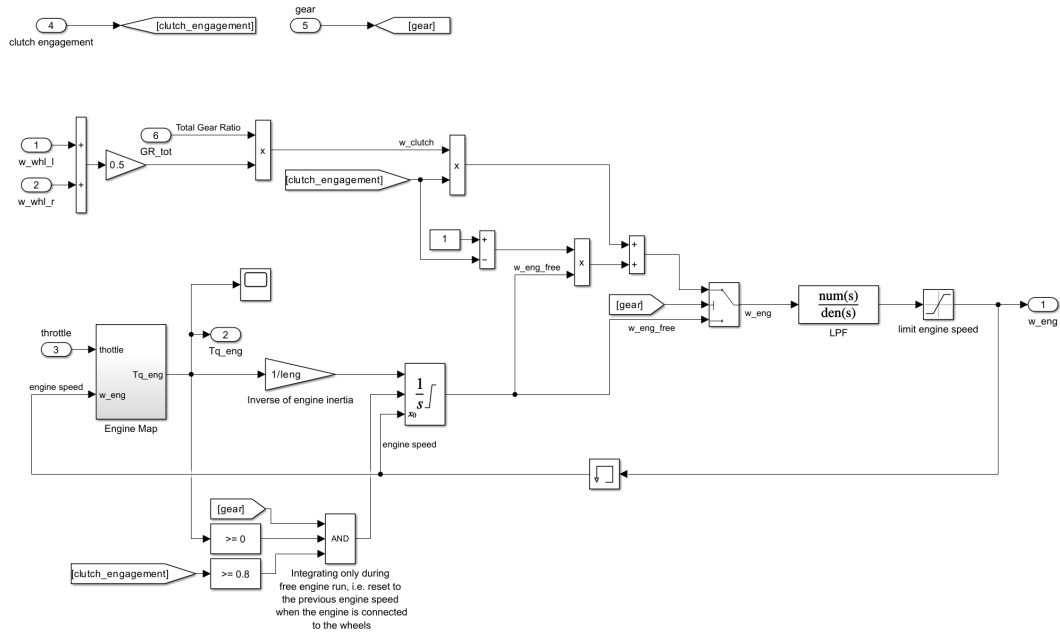 gear
4
[clutch_engagement]
5
[gear]
clutch engagement
Total Gear Ratio
6
GR_tot
x
w_clutch
1
w_whl_l
+
0.5
x
2
w_whl_r
+
[clutch_engagement]
1
+
−
x
w_eng_free
+
+
[gear]
w_eng
w_eng_free
num(s)
den(s)
LPF
limit engine speed
1
w_eng
throttle
3
thottle
2
Tq_eng
Tq_eng
engine speed
w_eng
Engine Map
1/Ieng
Inverse of engine inertia
1
s
x0
engine speed
[gear]
>= 0
AND
[clutch_engagement]
>= 0.8
Integrating only during
free engine run, i.e. reset to
the previous engine speed
when the engine is connected
to the wheels